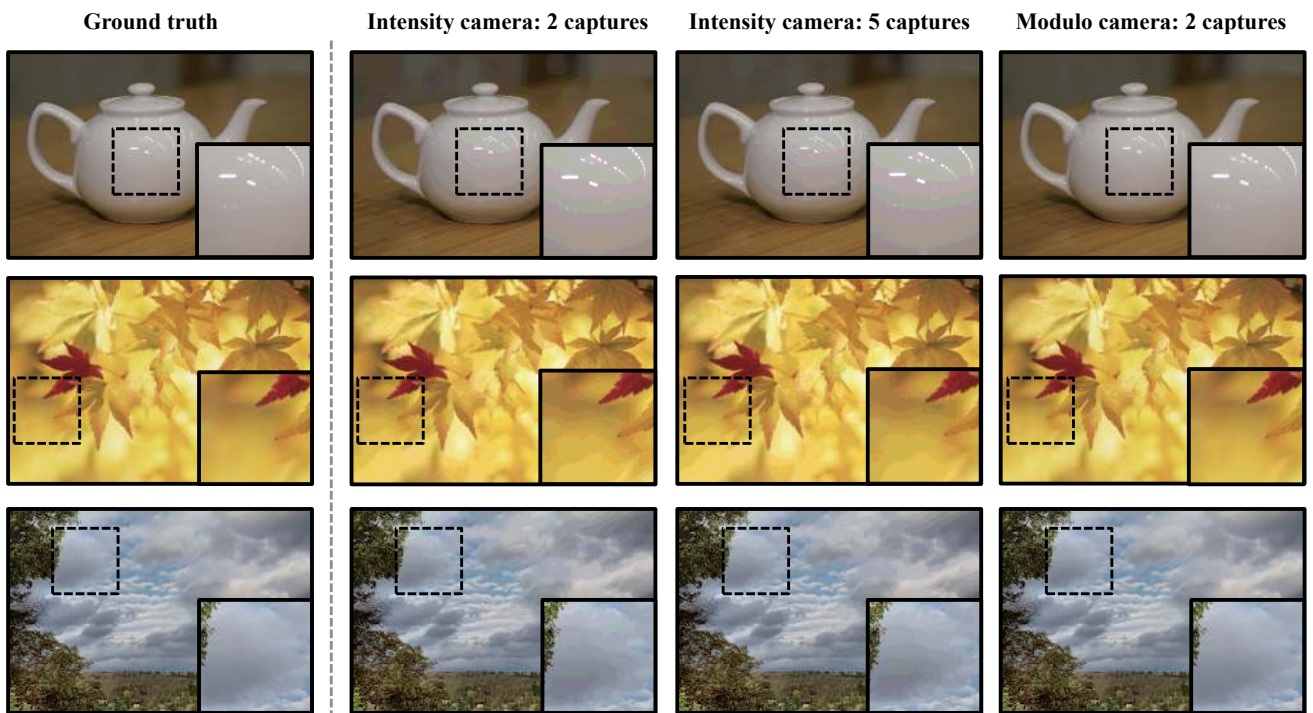 Ground truth
Intensity camera: 2 captures
Intensity camera: 5 captures
Modulo camera: 2 captures